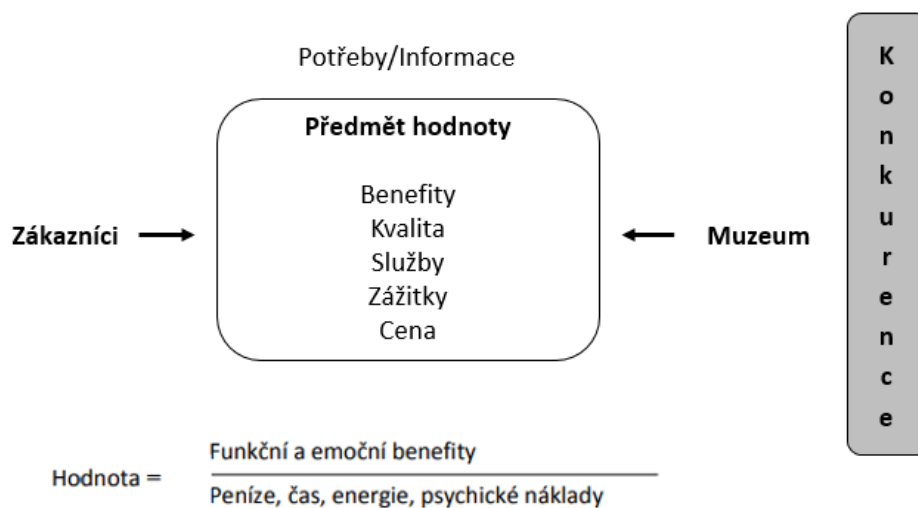 Potřeby/Informace
Předmět hodnoty
Benefity
Kvalita
Služby
Zážitky
Cena
Zákazníci
Muzeum
Konkurence
Hodnota =
Funkční a emoční benefity
Peníze, čas, energie, psychické náklady